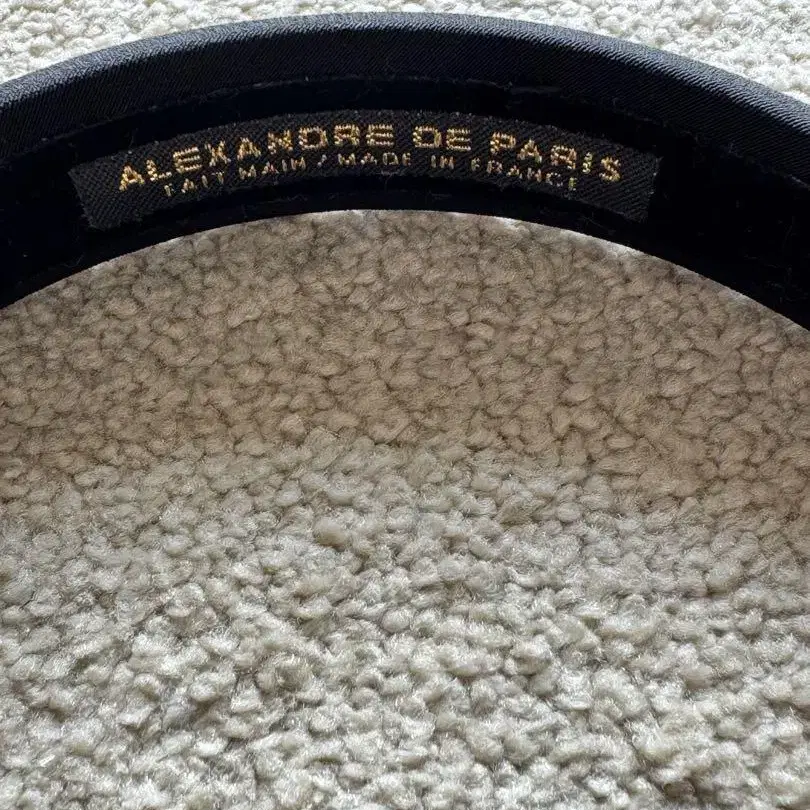 ALEXANDRE DE PARIS
FAIT MAIN / MADE IN FRANCE